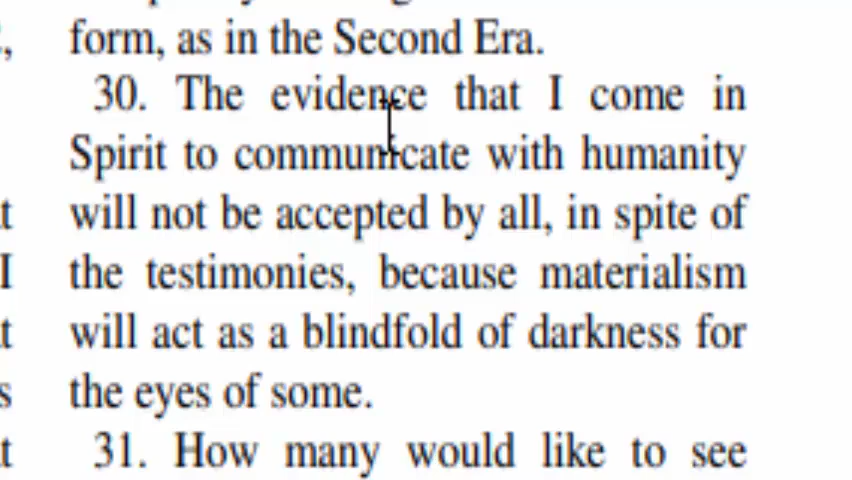 form, as in the Second Era.
30. The evidence that I come in
Spirit to communicate with humanity
will not be accepted by all, in spite of
the testimonies, because materialism
will act as a blindfold of darkness for
the eyes of some.
31. How many would like to see